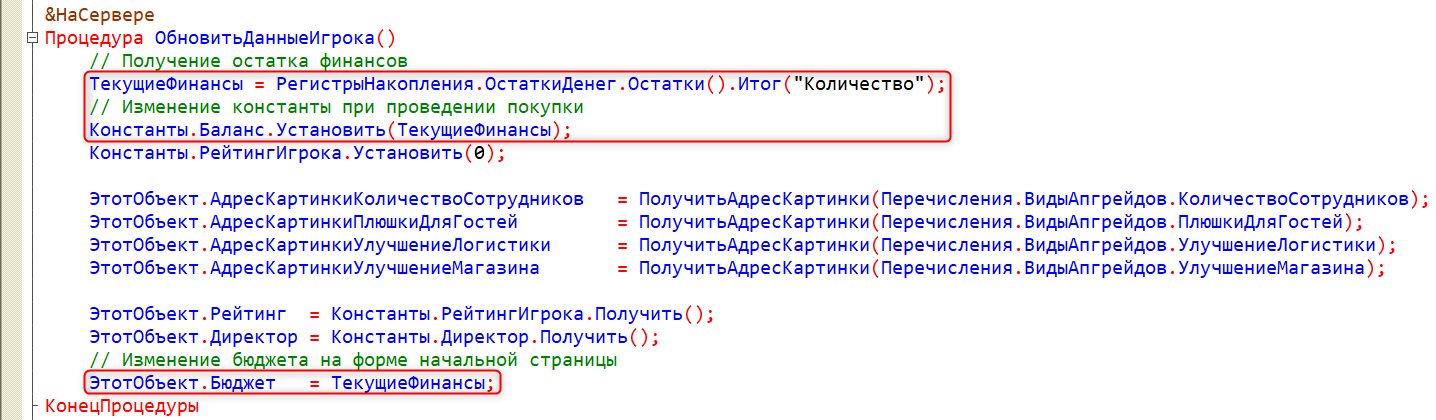 &НаСервере
Процедура ОбновитьДанныеИгрока()
// Получение остатка финансов
ТекущиеФинансы = РегистрыНакопления.ОстаткиДенег.Остатки().Итог("Количество");
// Изменение константы при проведении покупки
Константы.Баланс.Установить(ТекущиеФинансы);
Константы.РейтингИгрока.Установить(0);
ЭтотОбъект.АдресКартинкиКоличествоСотрудников = ПолучитьАдресКартинки(Перечисления.ВидыАпгрейдов.КоличествоСотрудников);
ЭтотОбъект.АдресКартинкиПлюшкиДляГостей = ПолучитьАдресКартинки(Перечисления.ВидыАпгрейдов.ПлюшкиДляГостей);
ЭтотОбъект.АдресКартинкиУлучшениеЛогистики = ПолучитьАдресКартинки(Перечисления.ВидыАпгрейдов.УлучшениеЛогистики);
ЭтотОбъект.АдресКартинкиУлучшениеМагазина = ПолучитьАдресКартинки(Перечисления.ВидыАпгрейдов.УлучшениеМагазина);
ЭтотОбъект.Рейтинг = Константы.РейтингИгрока.Получить();
ЭтотОбъект.Директор = Константы.Директор.Получить();
// Изменение бюджета на форме начальной страницы
ЭтотОбъект.Бюджет = ТекущиеФинансы;
КонецПроцедуры